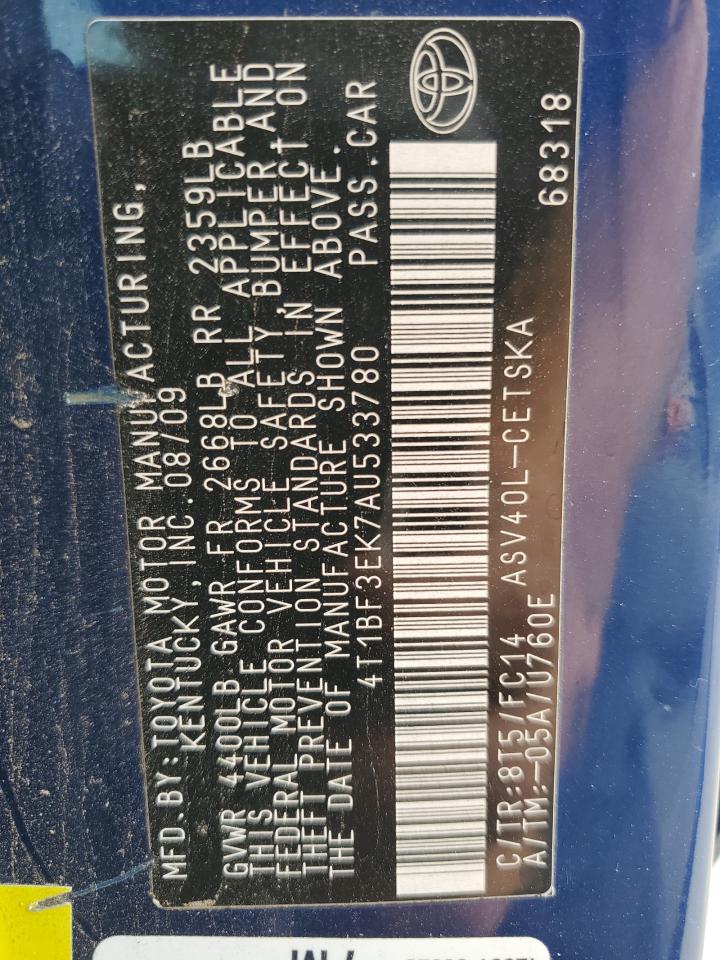 MFD.BY:TOYOTA MOTOR MANUFACTURING,
KENTUCKY,INC.08/09
GVWR 4400LB GAWR FR 2668LB RR 2359LB
THIS VEHICLE CONFORMS TO ALL APPLICABLE
FEDERAL MOTOR VEHICLE SAFETY,BUMPER AND
THEFT PREVENTION STANDARDS IN EFFECT ON
THE DATE OF MANUFACTURE SHOWN ABOVE.
4T1BF3EK7AU533780 PASS.CAR
C/TR:8T5/FC14 ASV40L-CETSKA
A/TM:-05A/U760E 68318